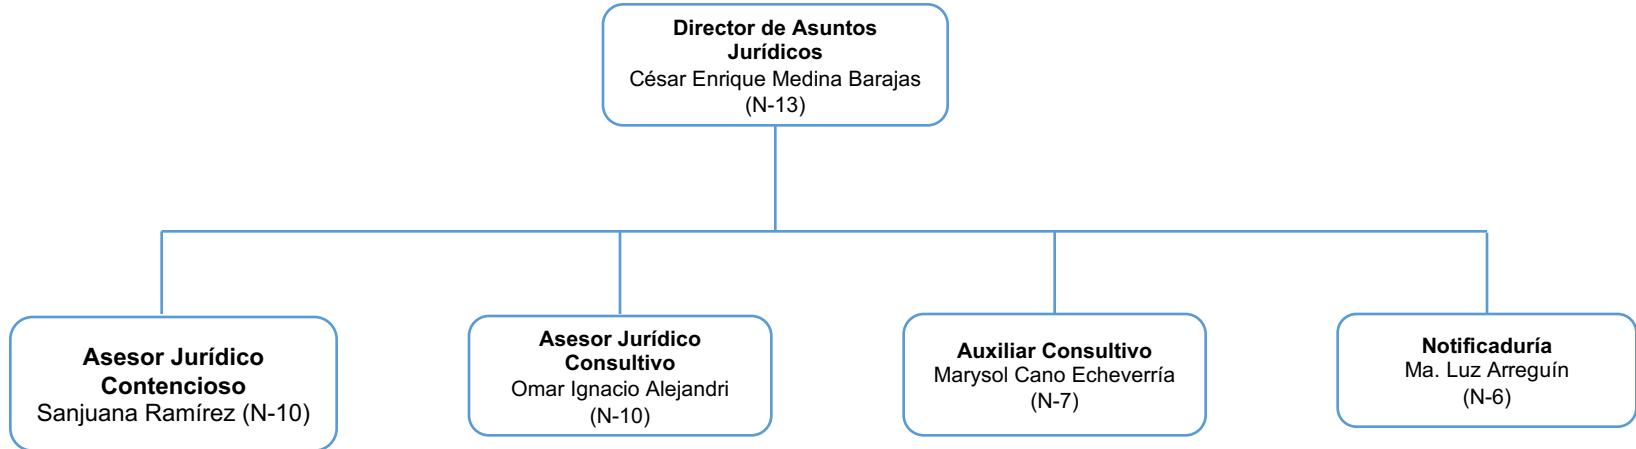 Director de Asuntos
Jurídicos
César Enrique Medina Barajas
(N-13)
Asesor Jurídico
Contencioso
Sanjuana Ramírez (N-10)
Asesor Jurídico
Consultivo
Omar Ignacio Alejandri
(N-10)
Auxiliar Consultivo
Marysol Cano Echeverría
(N-7)
Notificaduría
Ma. Luz Arreguín
(N-6)